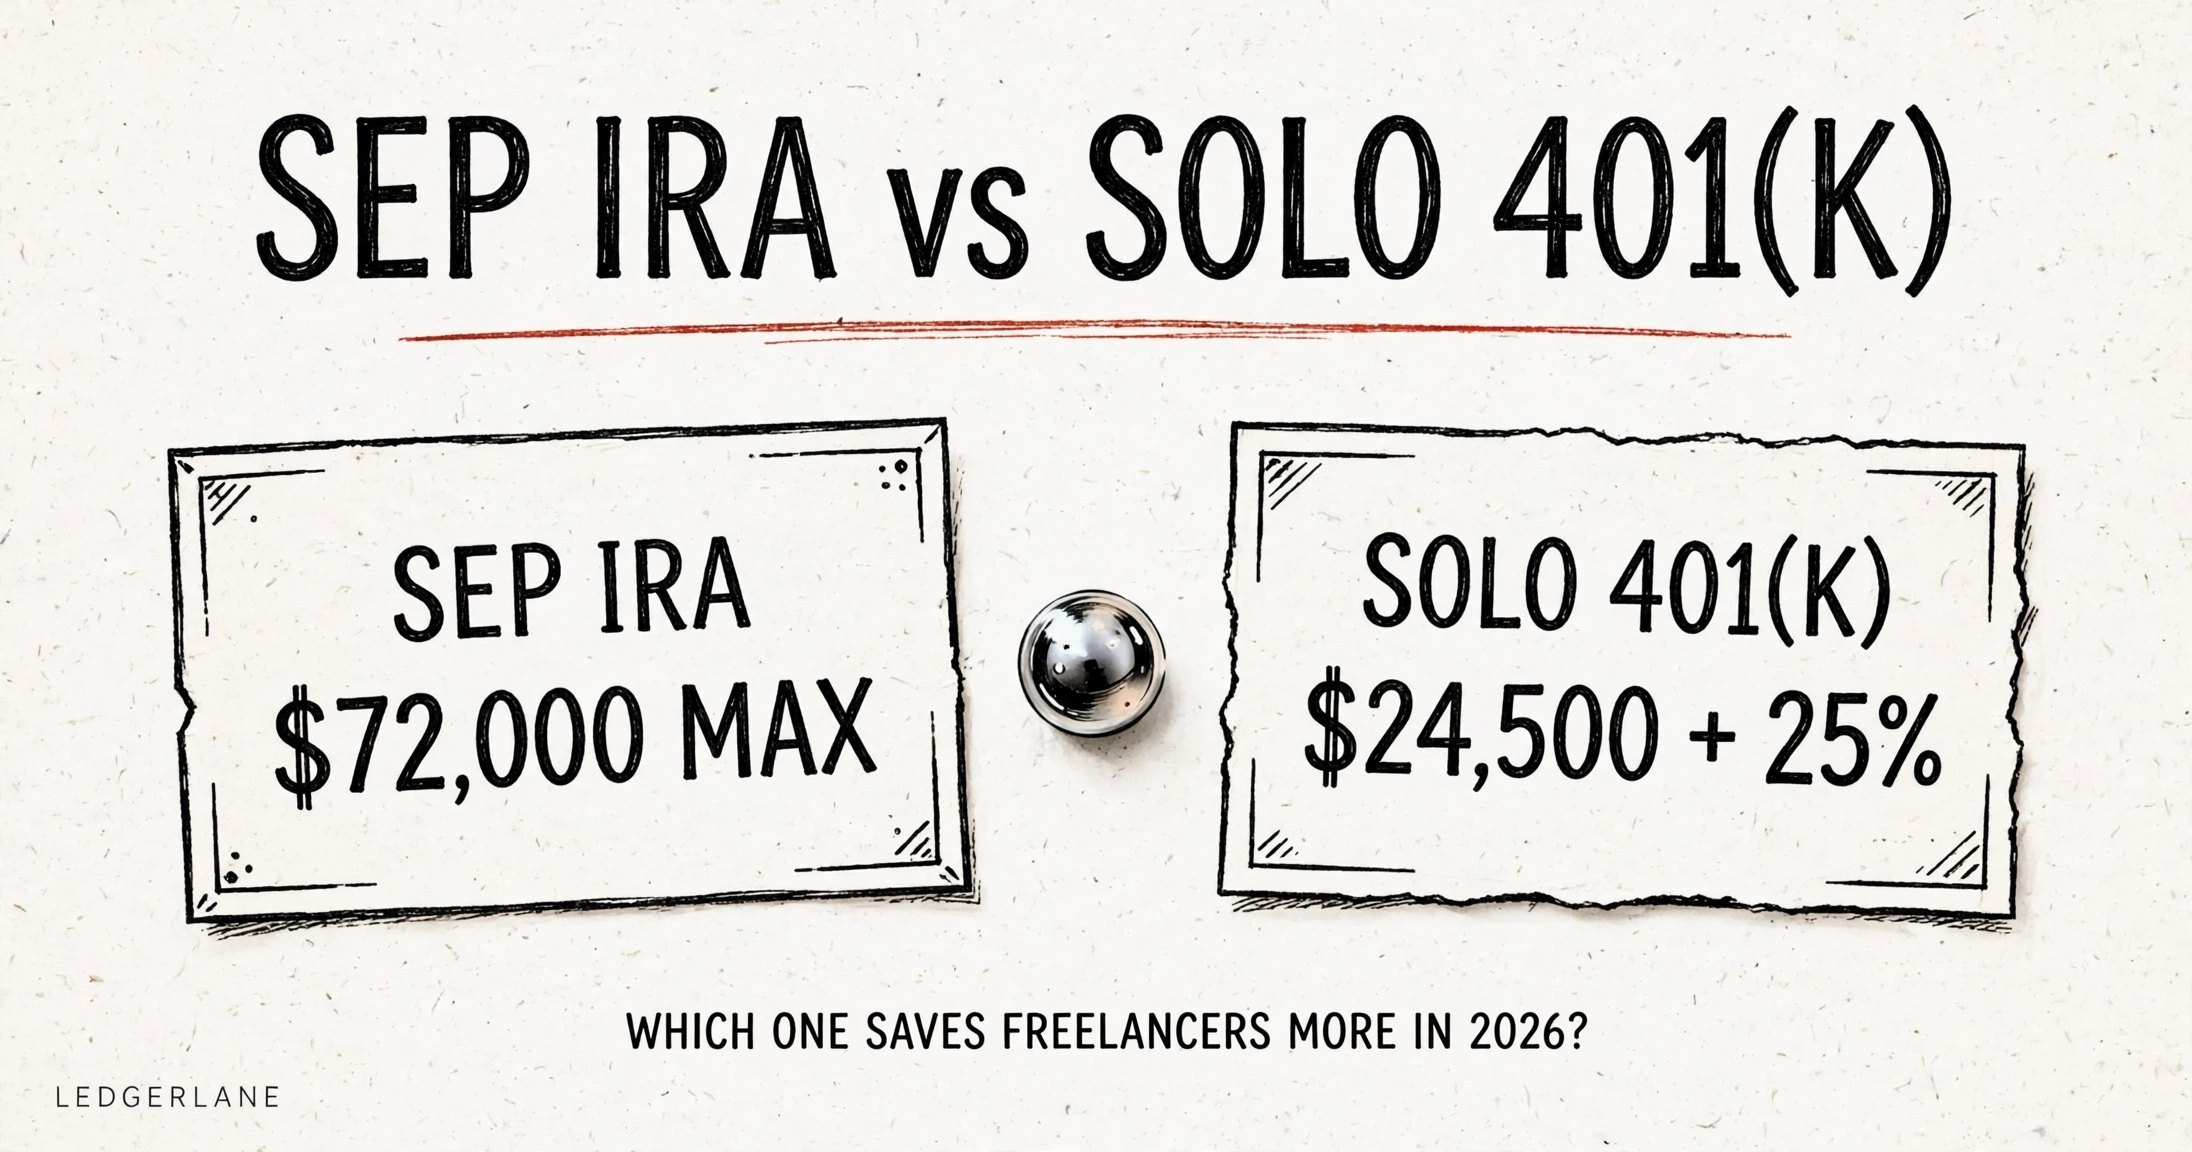 SEP IRA vs SOLO 401(K)
SEP IRA
$72,000 MAX
SOLO 401(K)
$24,500 + 25%
WHICH ONE SAVES FREELANCERS MORE IN 2026?
LEDGERLANE